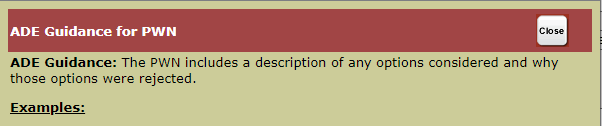 ADE Guidance for PWN
Close
ADE Guidance: The PWN includes a description of any options considered and why
those options were rejected.
Examples: